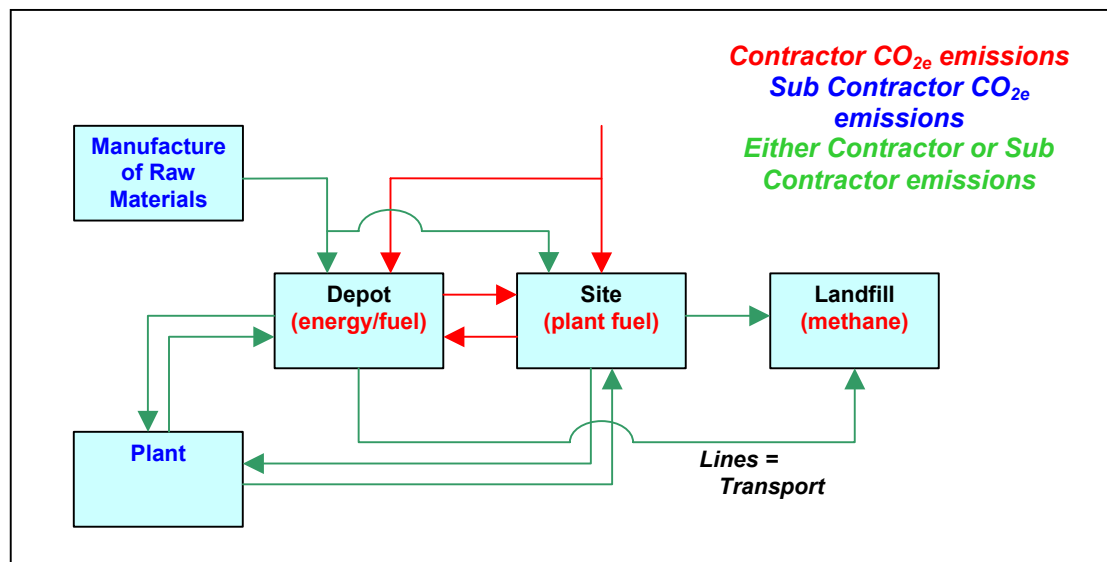 Contractor CO2e emissions
Sub Contractor CO2e
emissions
Either Contractor or Sub
Contractor emissions
Manufacture
of Raw
Materials
Depot
(energy/fuel)
Site
(plant fuel)
Landfill
(methane)
Plant
Lines =
Transport